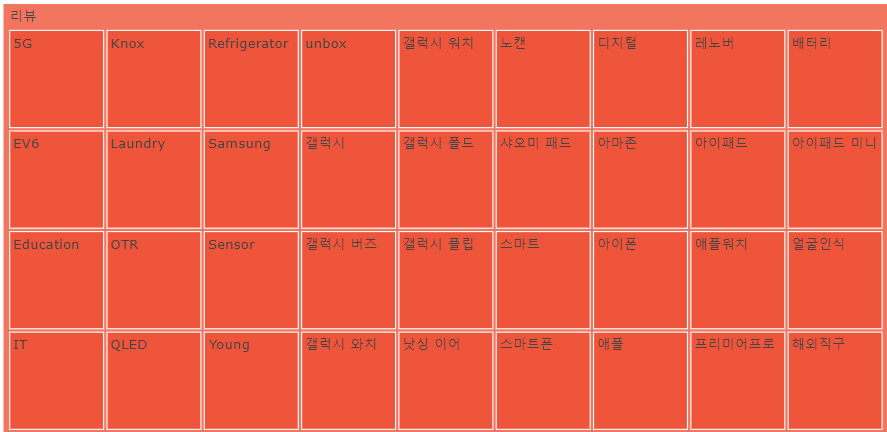 리뷰
5G Knox Refrigerator unbox 갤럭시 워치 노캔 디지털 레노버 배터리
EV6 Laundry Samsung 갤럭시 갤럭시 폴드 샤오미 패드 아마존 아이패드 아이패드 미니
Education OTR Sensor 갤럭시 버즈 갤럭시 플립 스마트 아이폰 애플워치 얼굴인식
IT QLED Young 갤럭시 와치 낫싱 이어 스마트폰 애플 프리미어프로 해외직구